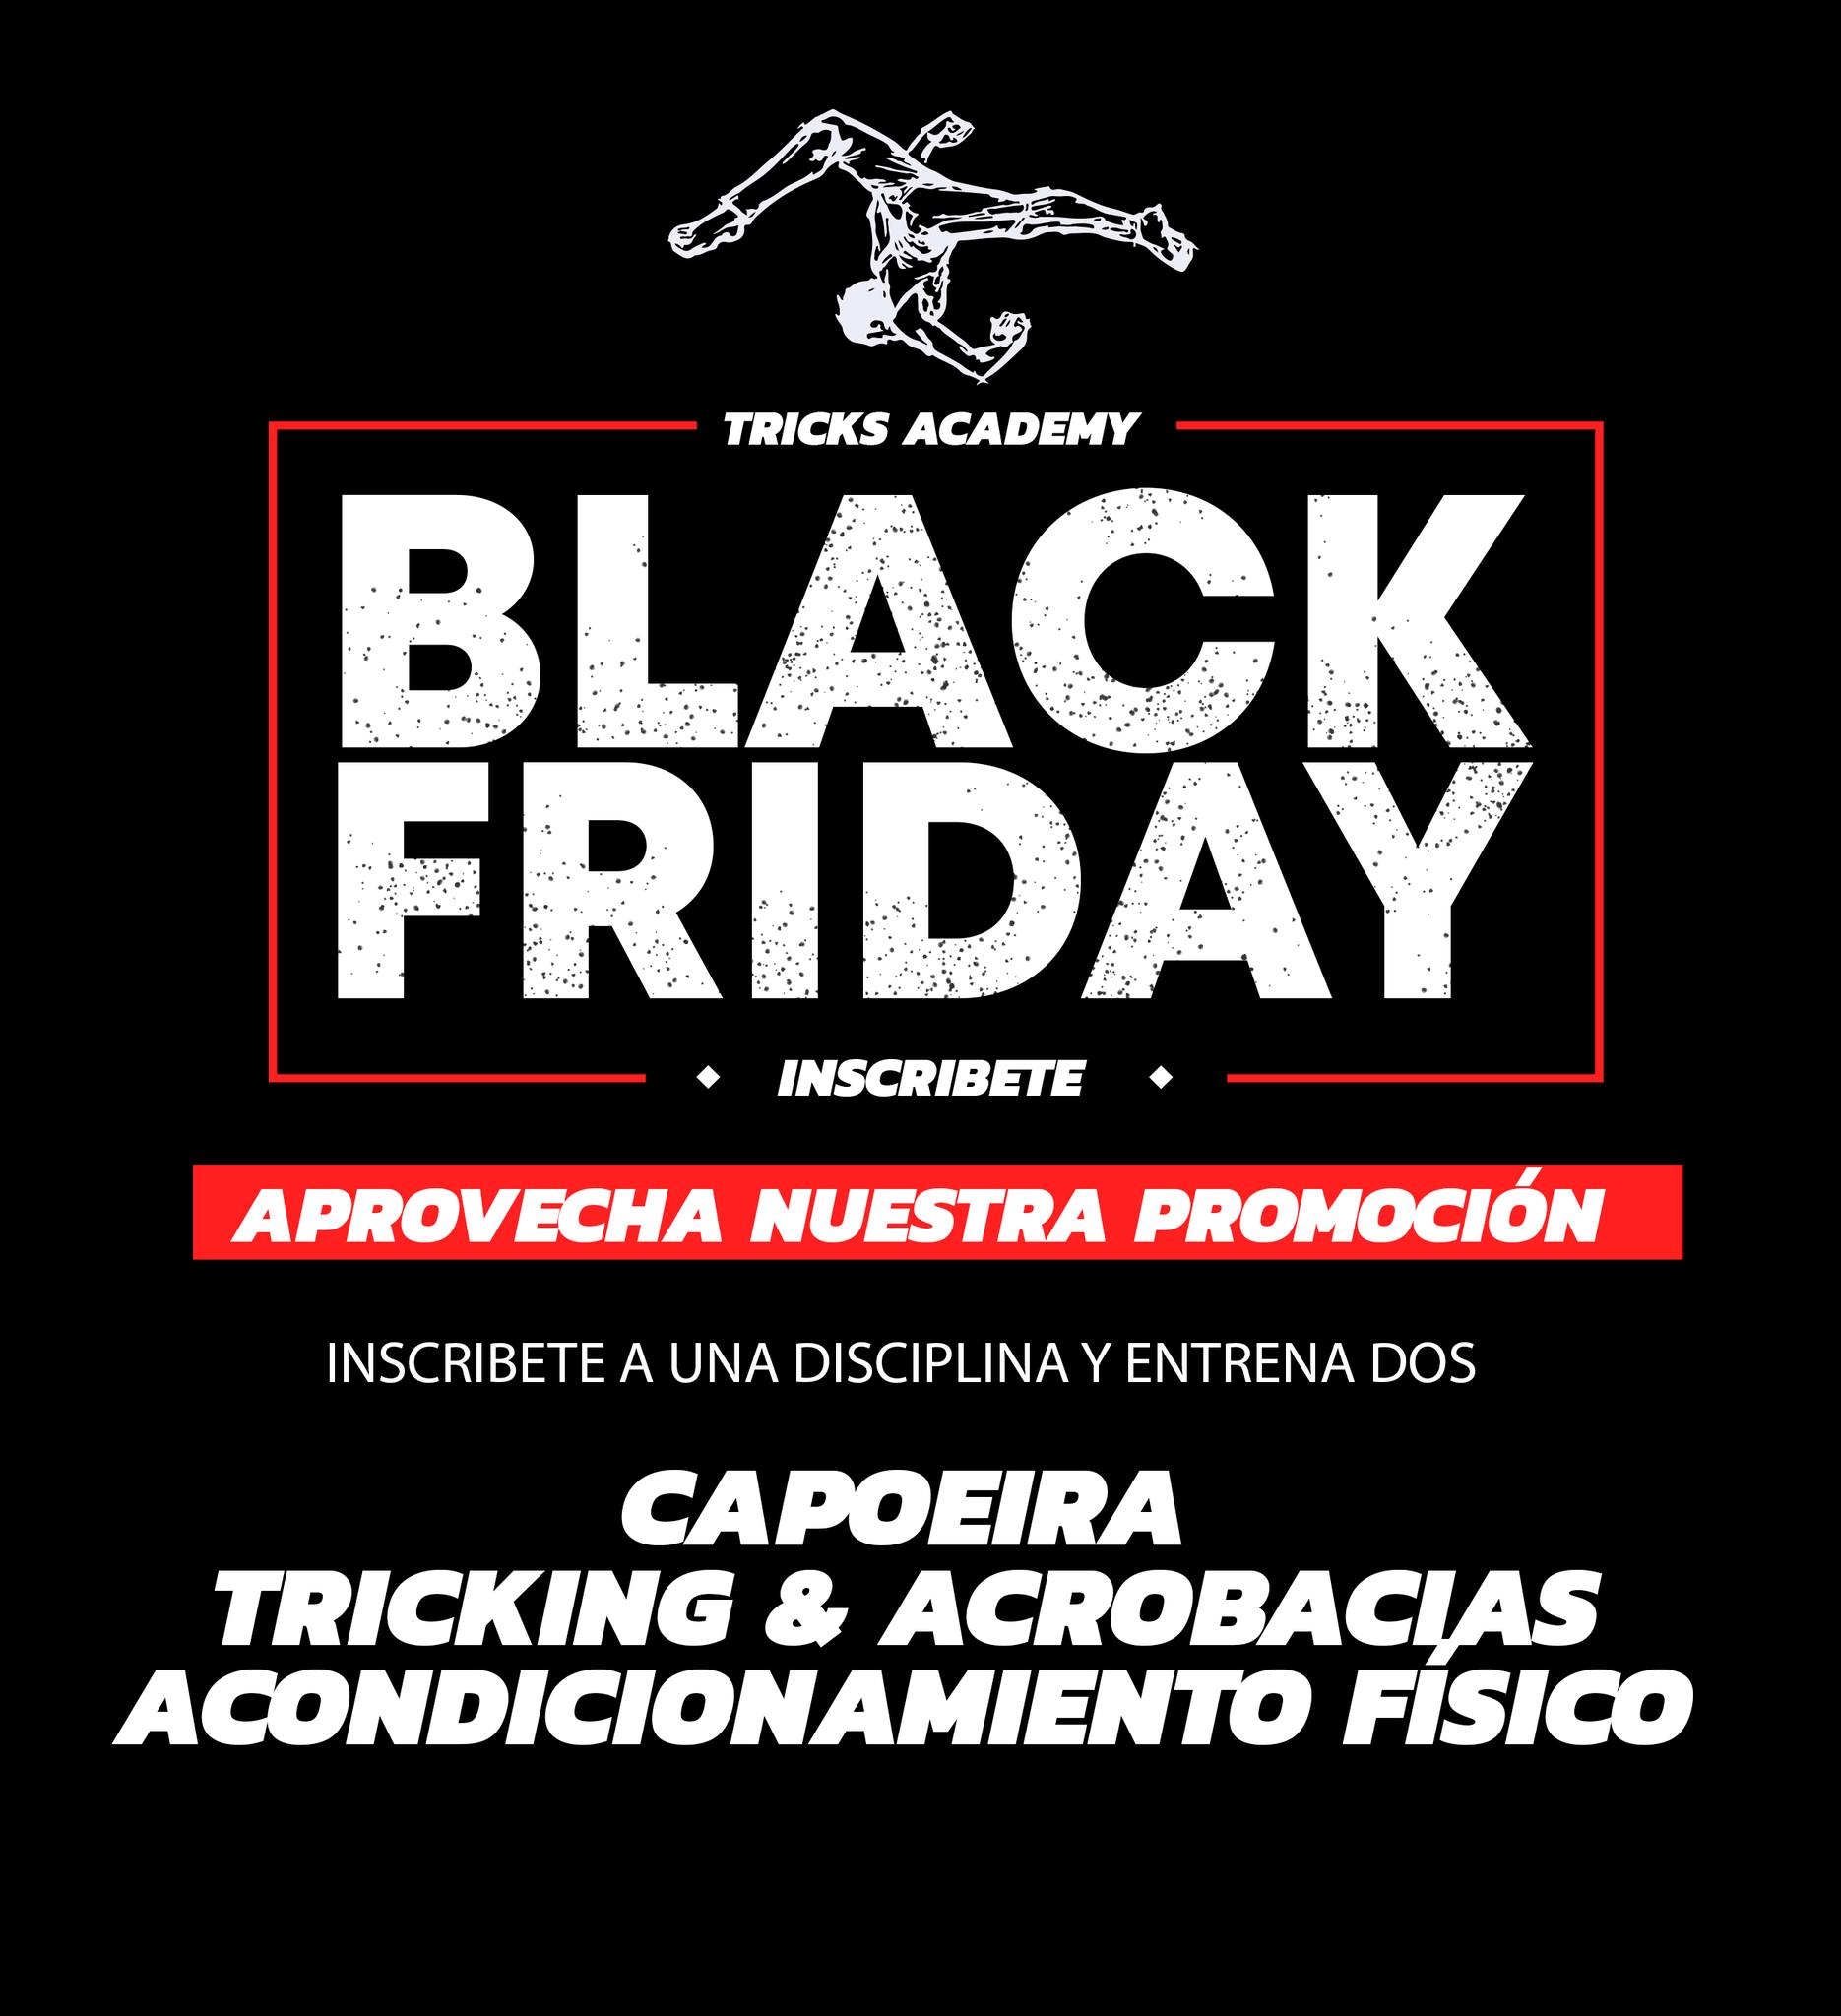 TRICKS ACADEMY
BLACK
FRIDAY
INSCRIBETE
APROVECHA NUESTRA PROMOCIÓN
INSCRIBETE A UNA DISCIPLINA Y ENTRENA DOS
CAPOEIRA
TRICKING & ACROBACIAS
ACONDICIONAMIENTO FÍSICO